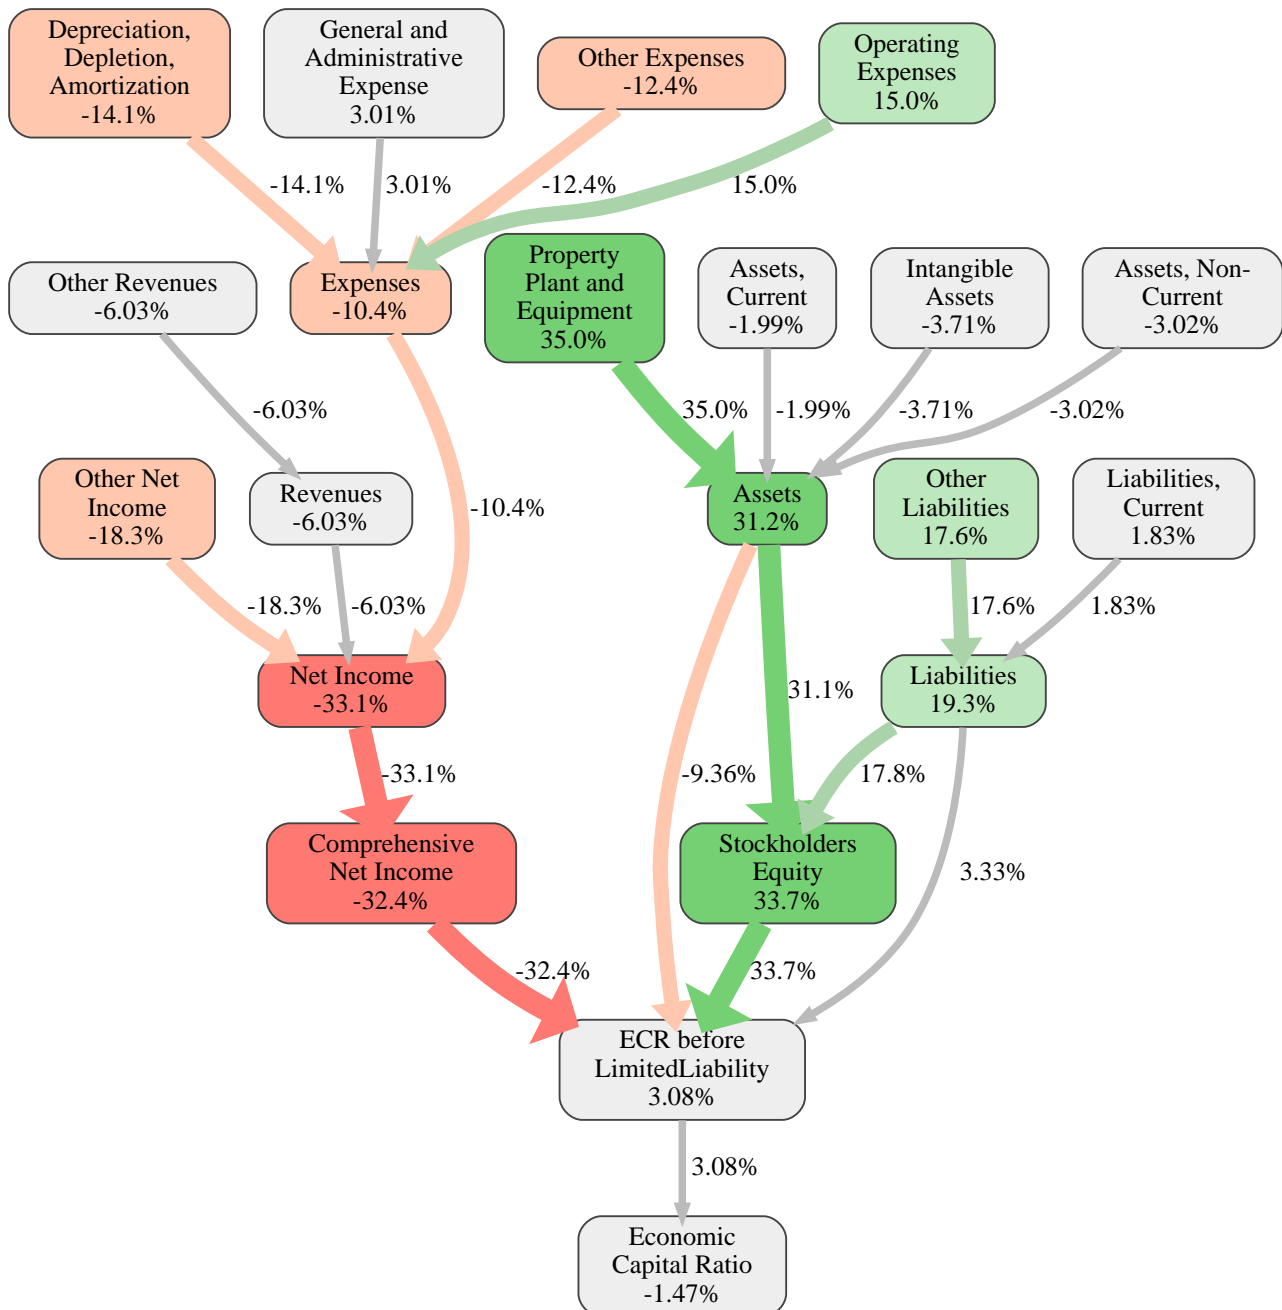 Depreciation,
Depletion,
Amortization
-14.1%
General and
Administrative
Expense
3.01%
Other Expenses
-12.4%
Operating
Expenses
15.0%
-14.1%
3.01%
-12.4%
15.0%
Other Revenues
-6.03%
Expenses
-10.4%
Property
Plant and
Equipment
35.0%
Assets,
Current
-1.99%
Intangible
Assets
-3.71%
Assets, Non-
Current
-3.02%
-6.03%
35.0%
-1.99%
-3.71%
-3.02%
Other Net
Income
-18.3%
Revenues
-6.03%
-10.4%
Assets
31.2%
Other
Liabilities
17.6%
Liabilities,
Current
1.83%
-18.3%
-6.03%
17.6%
1.83%
Net Income
-33.1%
31.1%
Liabilities
19.3%
-33.1%
-9.36%
17.8%
Comprehensive
Net Income
-32.4%
Stockholders
Equity
33.7%
3.33%
-32.4%
33.7%
ECR before
LimitedLiability
3.08%
3.08%
Economic
Capital Ratio
-1.47%